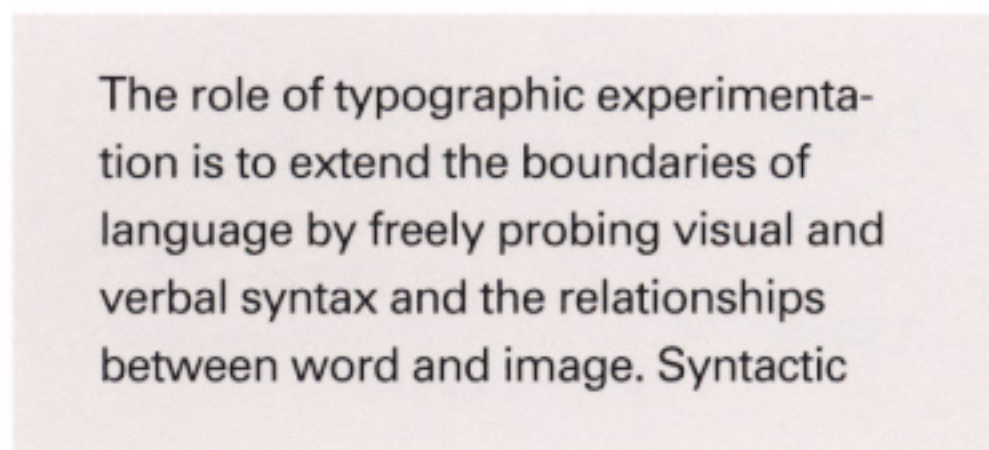 The role of typographic experimenta-
tion is to extend the boundaries of
language by freely probing visual and
verbal syntax and the relationships
between word and image. Syntactic